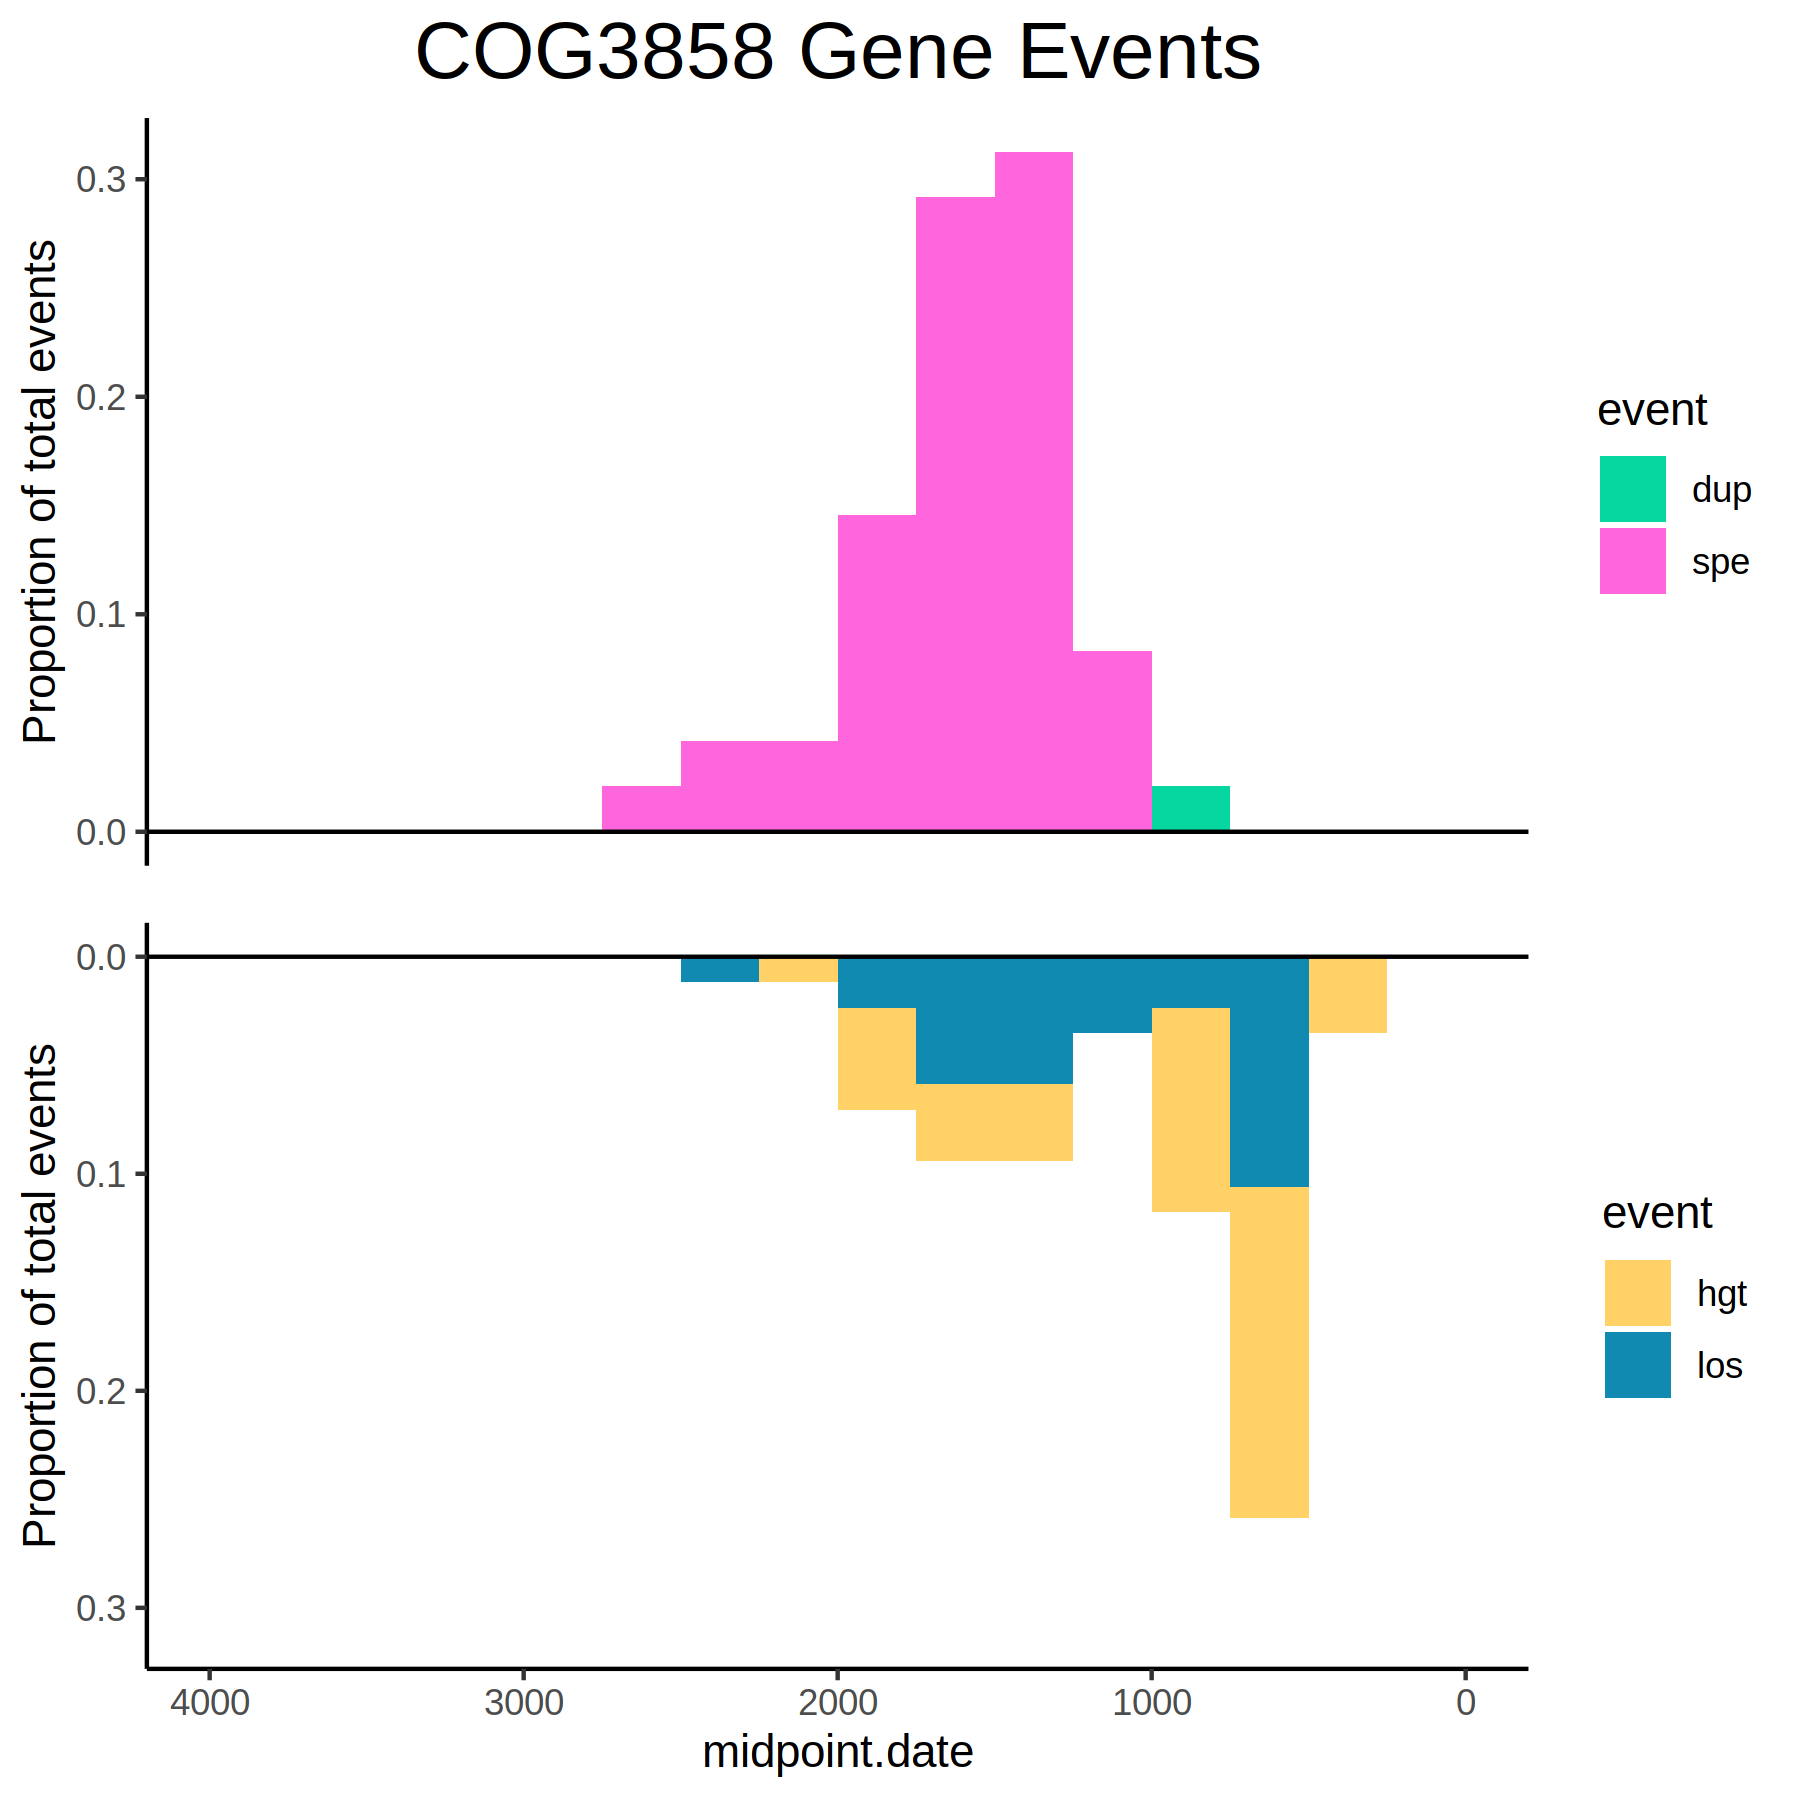 COG3858 Gene Events
Proportion of total events
0.3
0.2
0.1
0.0
event
dup
spe
Proportion of total events
0.0
0.1
0.2
0.3
event
hgt
los
4000 3000 2000 1000 0
midpoint.date